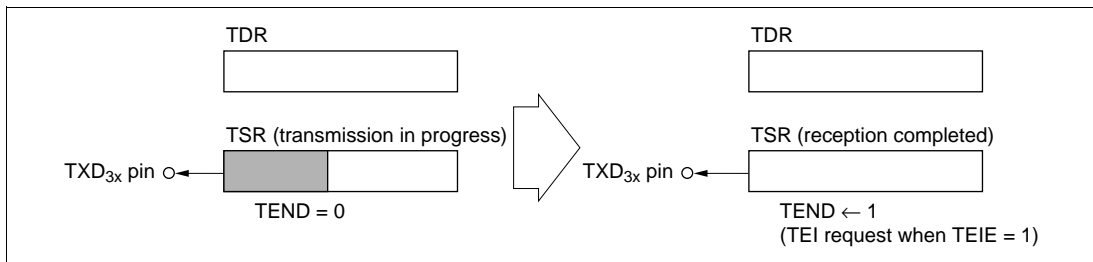 TDR
TSR (transmission in progress)
TXD3x pin
TEND = 0
TDR
TSR (reception completed)
TXD3x pin
TEND ← 1
(TEI request when TEIE = 1)